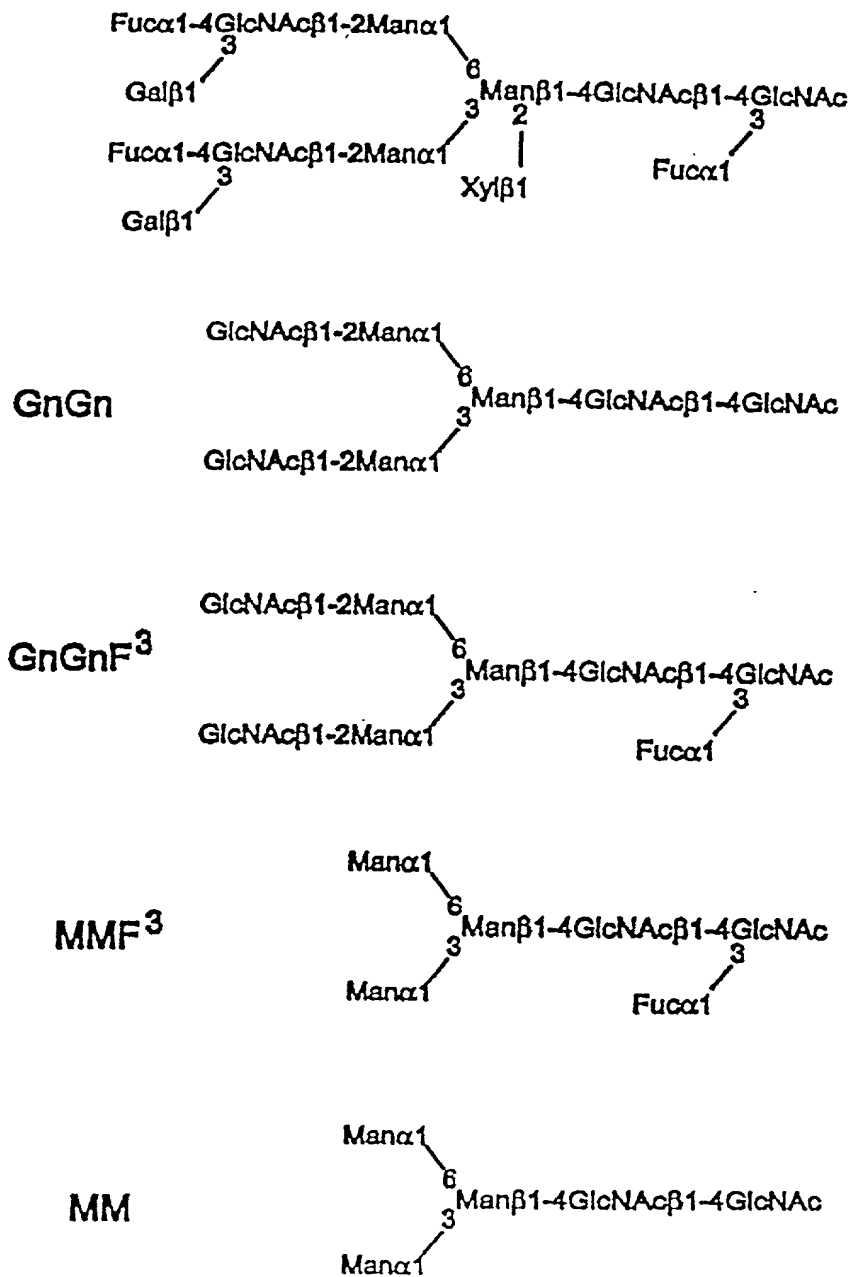 Fucα1-4GlcNAcβ1-2Manα1
3
6
Galβ1
Manβ1-4GlcNAcβ1-4GlcNAc
3
2
3
Fucα1-4GlcNAcβ1-2Manα1
3
Xylβ1
Fucα1
Galβ1
GlcNAcβ1-2Manα1
6
GnGn
Manβ1-4GlcNAcβ1-4GlcNAc
3
GlcNAcβ1-2Manα1
GlcNAcβ1-2Manα1
6
GnGnF³
Manβ1-4GlcNAcβ1-4GlcNAc
3
3
GlcNAcβ1-2Manα1
Fucα1
Manα1
6
MMF³
Manβ1-4GlcNAcβ1-4GlcNAc
3
3
Manα1
Fucα1
Manα1
6
MM
Manβ1-4GlcNAcβ1-4GlcNAc
3
Manα1